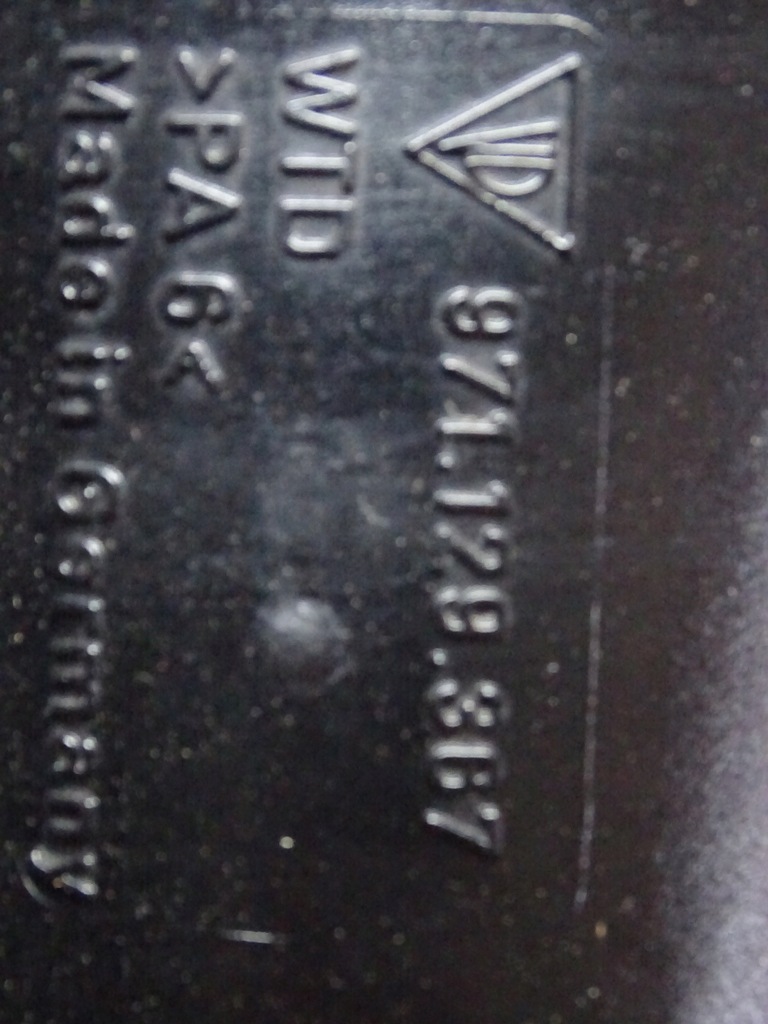 971.129.367
WTD
>PA 6<
Made in Germany